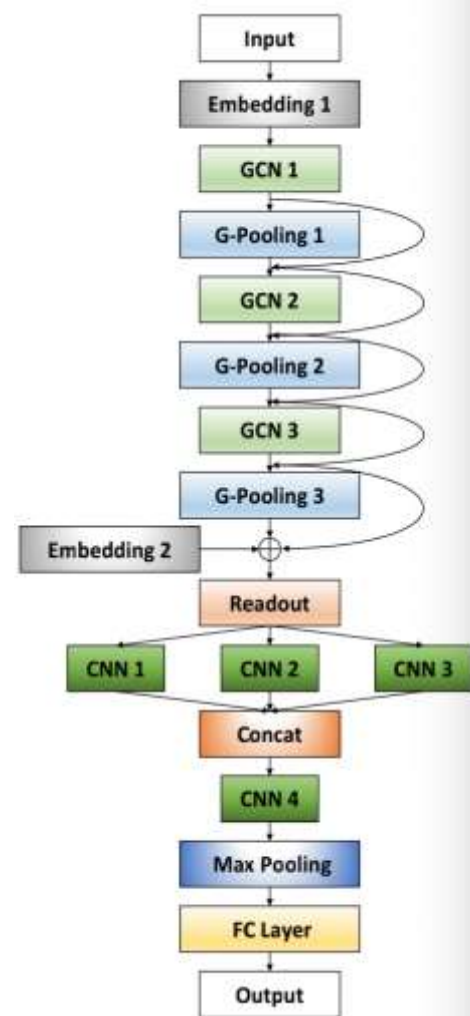 Input
Embedding 1
GCN 1
G-Pooling 1
GCN 2
G-Pooling 2
GCN 3
G-Pooling 3
Embedding 2
Readout
CNN 1
CNN 2
CNN 3
Concat
CNN 4
Max Pooling
FC Layer
Output